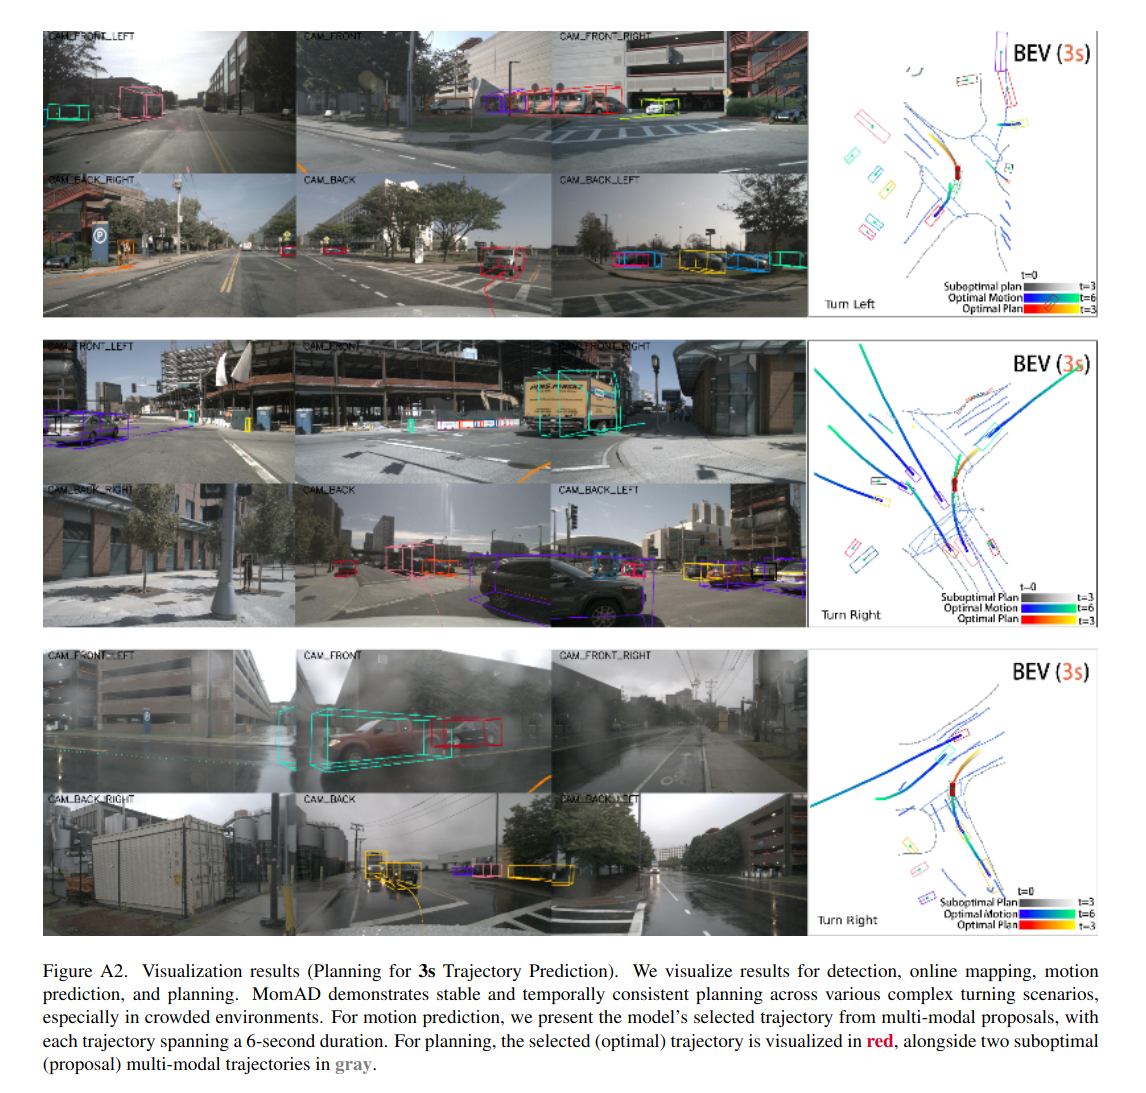 CAM_FRONT_LEFT
CAM_FRONT
CAM_FRONT_RIGHT
BEV (3s)
CAM_BACK_RIGHT
CAM_BACK
CAM_BACK_LEFT
P
t=0
Suboptimal plan t=3
Optimal Motion t=6
Optimal Plan t=3
Turn Left
CAM_FRONT_LEFT
CAM_FRONT
CAM_FRONT_RIGHT
BEV (3s)
CAM_BACK_RIGHT
CAM_BACK
CAM_BACK_LEFT
t=0
Suboptimal Plan t=3
Optimal Motion t=6
Optimal Plan t=3
Turn Right
CAM_FRONT_LEFT
CAM_FRONT
CAM_FRONT_RIGHT
BEV (3s)
CAM_BACK_RIGHT
CAM_BACK
CAM_BACK_LEFT
t=0
Suboptimal Plan t=3
Optimal Motion t=6
Optimal Plan t=3
Turn Right
Figure A2. Visualization results (Planning for 3s Trajectory Prediction). We visualize results for detection, online mapping, motion
prediction, and planning. MomAD demonstrates stable and temporally consistent planning across various complex turning scenarios,
especially in crowded environments. For motion prediction, we present the model's selected trajectory from multi-modal proposals, with
each trajectory spanning a 6-second duration. For planning, the selected (optimal) trajectory is visualized in red, alongside two suboptimal
(proposal) multi-modal trajectories in gray.